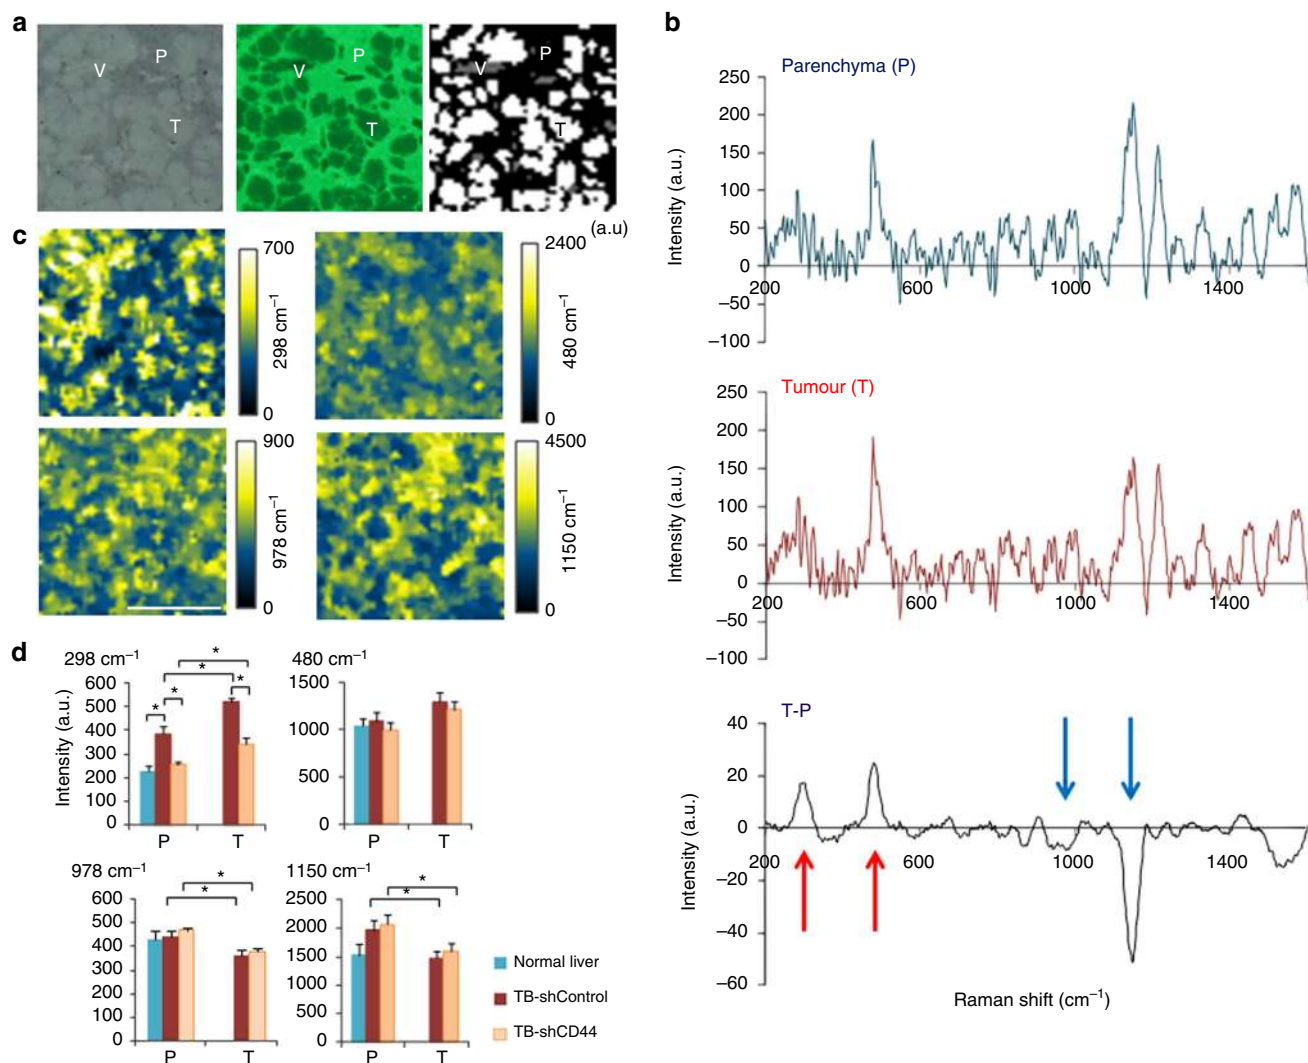 a
V
P
T
V
P
T
V
P
T
c
(a.u)
700
298 cm⁻¹
0
2400
480 cm⁻¹
0
900
978 cm⁻¹
0
4500
1150 cm⁻¹
0
b
Parenchyma (P)
Intensity (a.u.)
250
200
150
100
50
0
−50
−100
200
600
1000
1400
Tumour (T)
Intensity (a.u.)
250
200
150
100
50
0
−50
−100
200
600
1000
1400
T-P
Intensity (a.u.)
40
20
0
−20
−40
−60
200
600
1000
1400
Raman shift (cm⁻¹)
d
298 cm⁻¹
Intensity (a.u.)
600
500
400
300
200
100
0
*
*
*
*
*
P
T
480 cm⁻¹
1500
1000
500
0
P
T
978 cm⁻¹
600
500
400
300
200
100
0
*
*
P
T
1150 cm⁻¹
2500
2000
1500
1000
500
0
*
*
P
T
Normal liver
TB-shControl
TB-shCD44